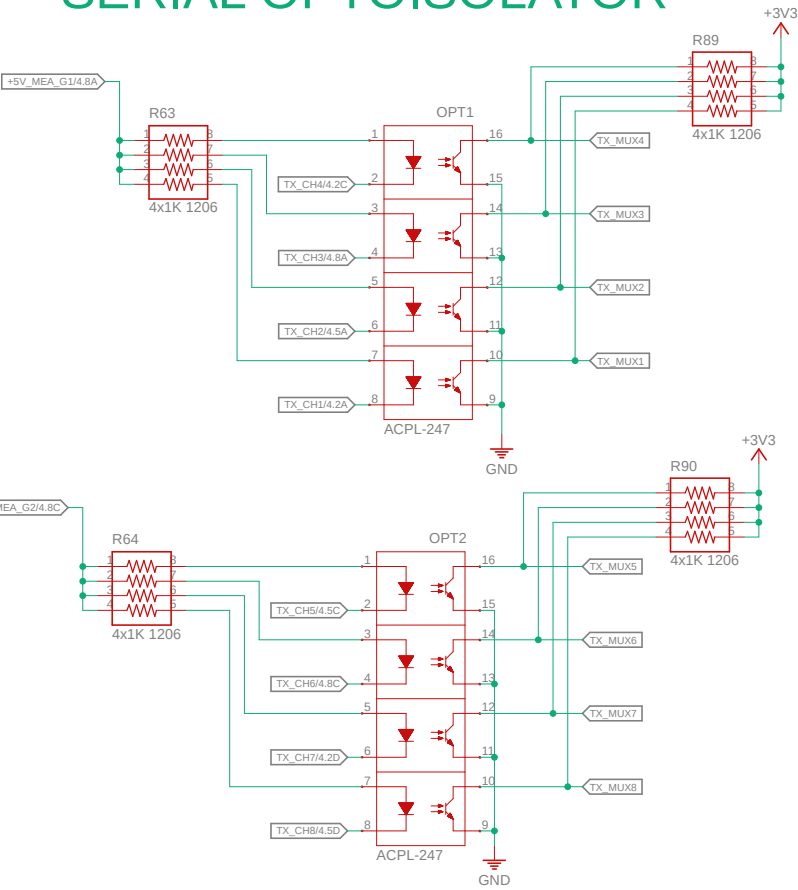 SERIAL OPTOISOLATOR
+3V3
R89
+5V_MEA_G1/4.8A
1 8
2 7
3 6
4 5
4x1K 1206
R63
1 8
2 7
3 6
4 5
4x1K 1206
OPT1
1 16
TX_MUX4
TX_CH4/4.2C
2 15
3 14
TX_MUX3
TX_CH3/4.8A
4 13
5 12
TX_MUX2
TX_CH2/4.5A
6 11
7 10
TX_MUX1
TX_CH1/4.2A
8 9
ACPL-247
GND
+3V3
R90
1 8
2 7
3 6
4 5
4x1K 1206
MEA_G2/4.8C
R64
1 8
2 7
3 6
4 5
4x1K 1206
OPT2
1 16
TX_MUX5
TX_CH5/4.5C
2 15
3 14
TX_MUX6
TX_CH6/4.8C
4 13
5 12
TX_MUX7
TX_CH7/4.2D
6 11
7 10
TX_MUX8
TX_CH8/4.5D
8 9
ACPL-247
GND